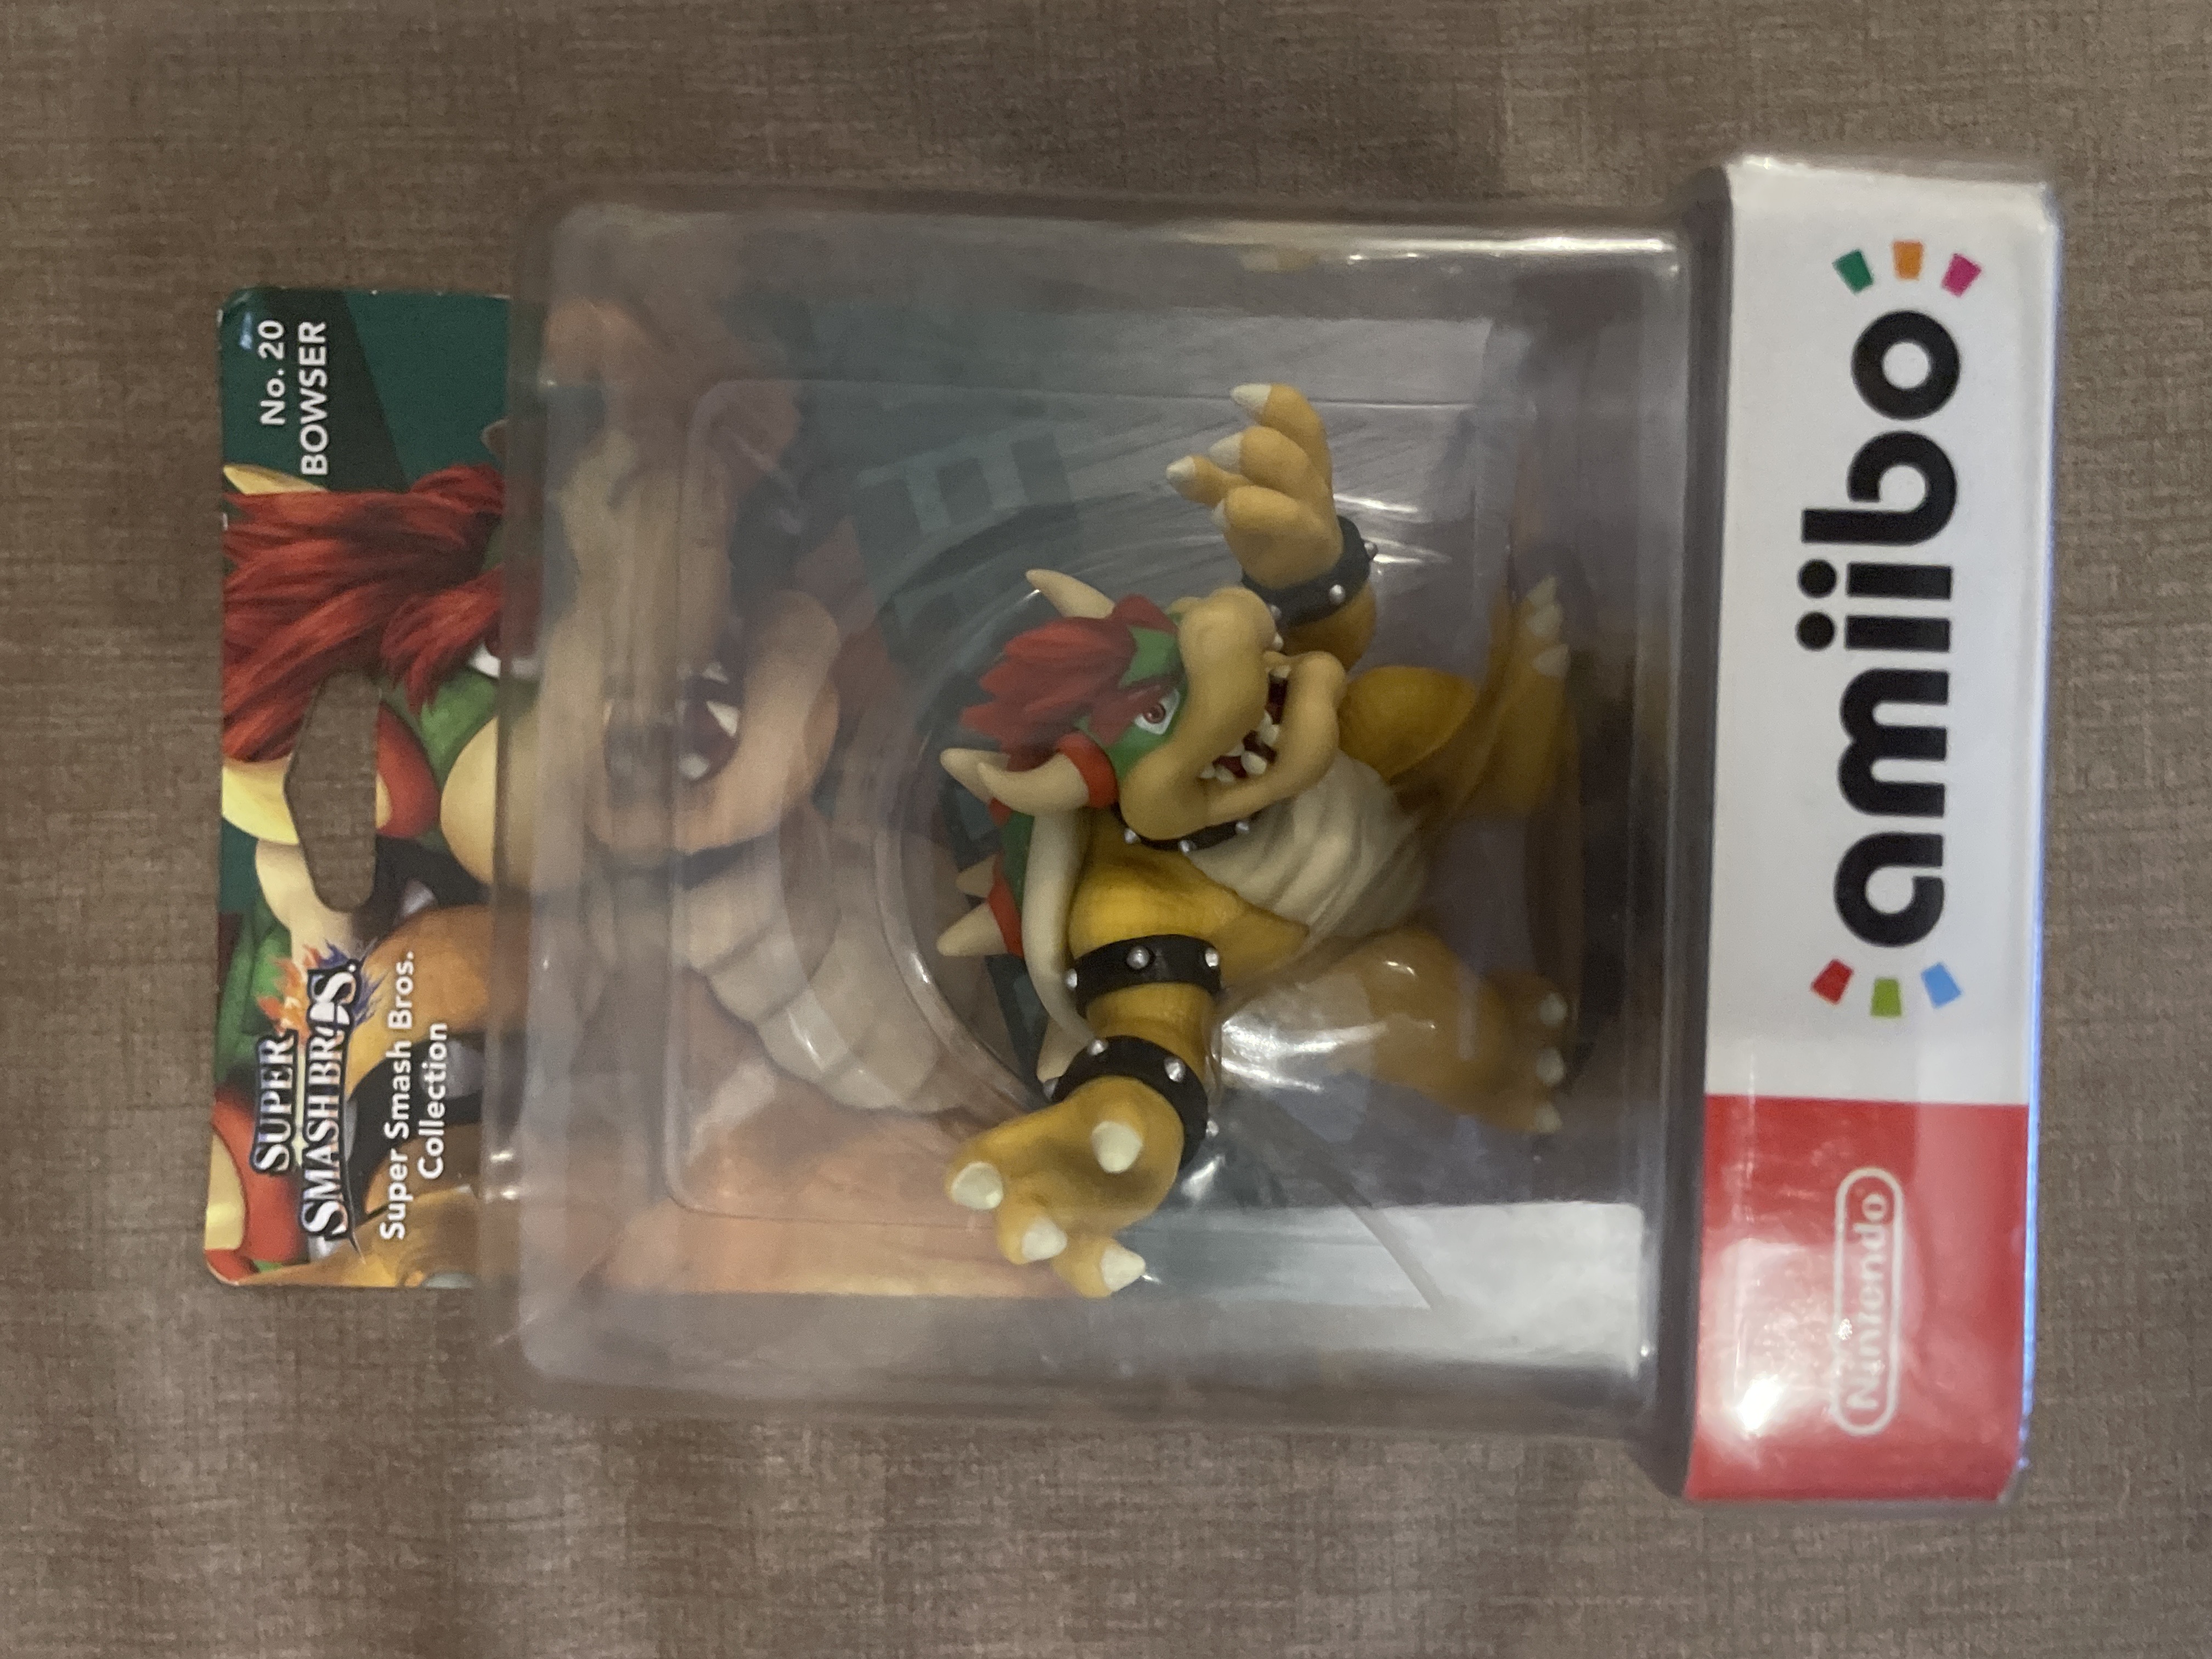 SUPER
SMASH BROS.
Super Smash Bros.
Collection
No. 20
BOWSER
Nintendo
amiibo